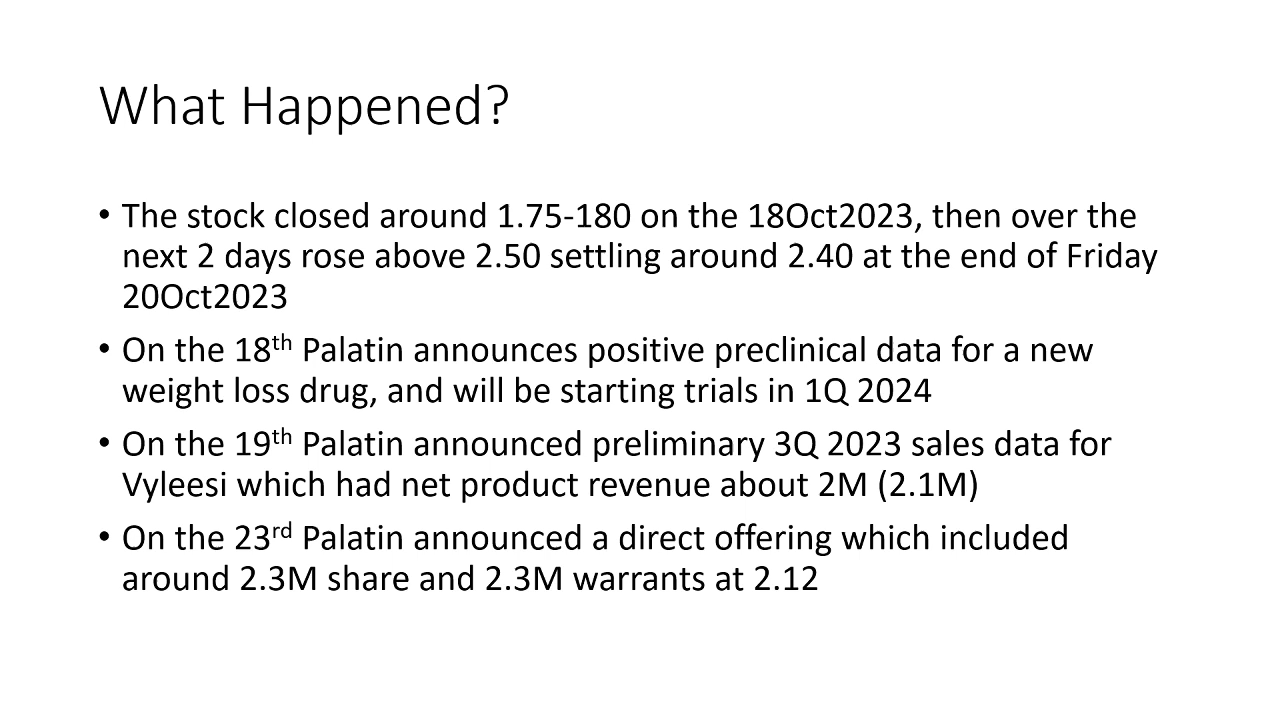 What Happened?
• The stock closed around 1.75-180 on the 18Oct2023, then over the
next 2 days rose above 2.50 settling around 2.40 at the end of Friday
20Oct2023
• On the 18th Palatin announces positive preclinical data for a new
weight loss drug, and will be starting trials in 1Q 2024
• On the 19th Palatin announced preliminary 3Q 2023 sales data for
Vyleesi which had net product revenue about 2M (2.1M)
• On the 23rd Palatin announced a direct offering which included
around 2.3M share and 2.3M warrants at 2.12